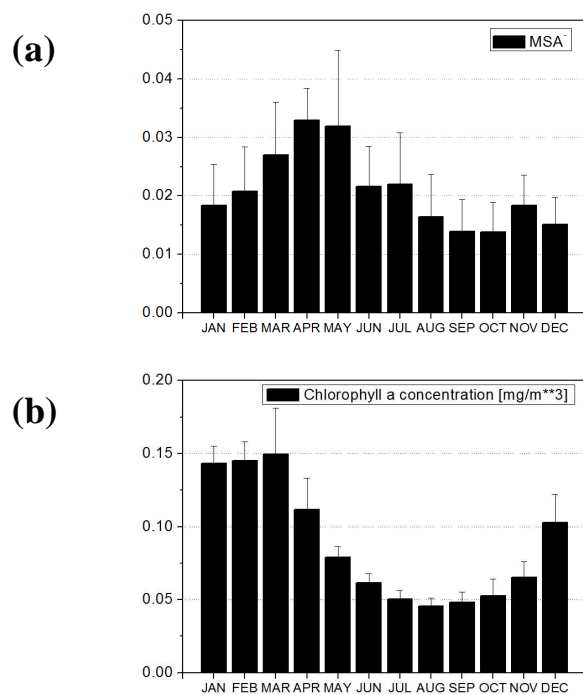 (a)
MSA-
0.05
0.04
0.03
0.02
0.01
0.00
JAN FEB MAR APR MAY JUN JUL AUG SEP OCT NOV DEC
(b)
Chlorophyll a concentration [mg/m**3]
0.20
0.15
0.10
0.05
0.00
JAN FEB MAR APR MAY JUN JUL AUG SEP OCT NOV DEC